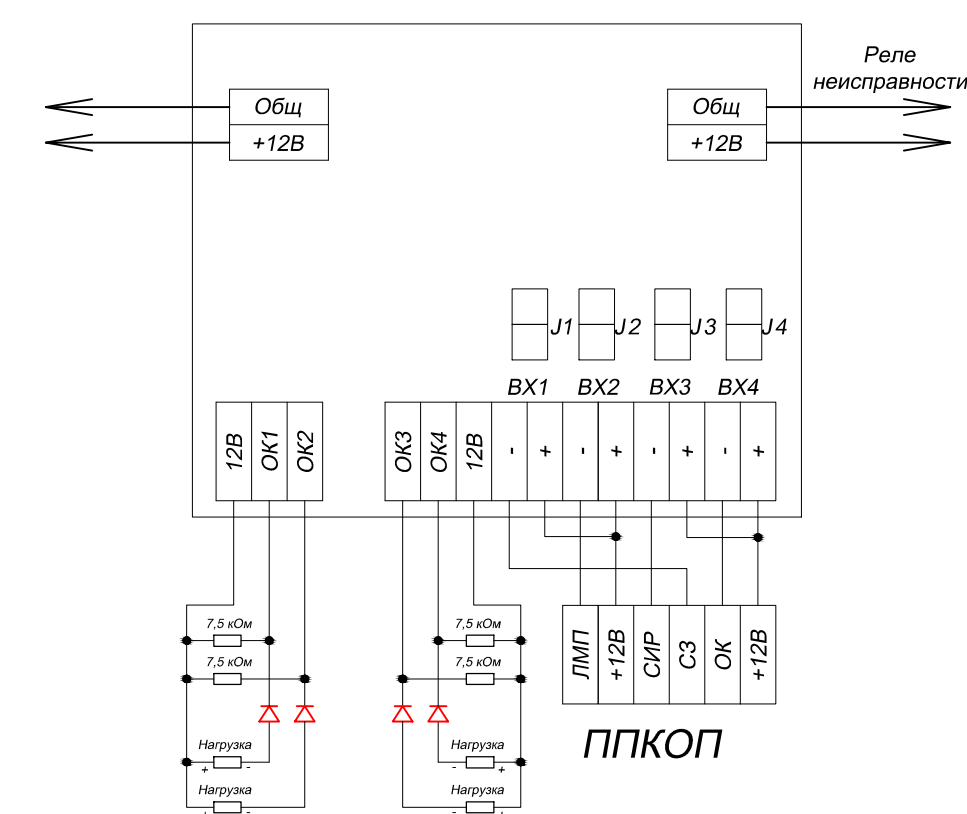 Реле
неисправности
Общ
+12В
Общ
+12В
J1
J2
J3
J4
ВХ1
ВХ2
ВХ3
ВХ4
12В
ОК1
ОК2
ОК3
ОК4
12В
-
+
-
+
-
+
-
+
7,5 кОм
7,5 кОм
7,5 кОм
7,5 кОм
ЛМП
+12В
СИР
СЗ
ОК
+12В
ППКОП
Нагрузка
+ -
Нагрузка
- +
Нагрузка
+ -
Нагрузка
- +